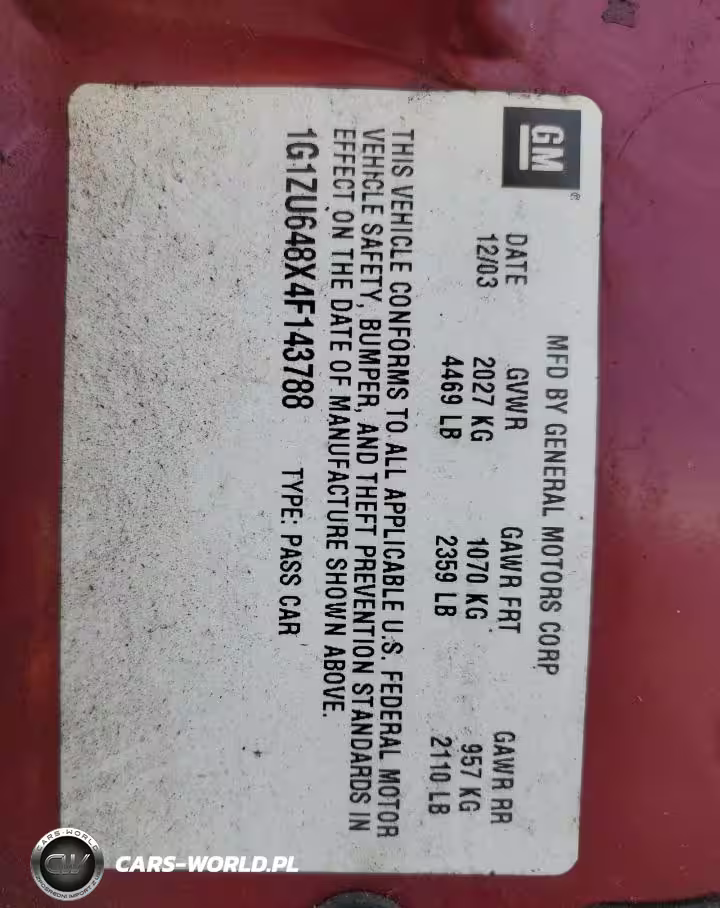 GM®
MFD BY GENERAL MOTORS CORP
DATE GVWR GAWR FRT GAWR RR
12/03 2027 KG 1070 KG 957 KG
4469 LB 2359 LB 2110 LB
THIS VEHICLE CONFORMS TO ALL APPLICABLE U.S. FEDERAL MOTOR
VEHICLE SAFETY, BUMPER, AND THEFT PREVENTION STANDARDS IN
EFFECT ON THE DATE OF MANUFACTURE SHOWN ABOVE.
1G1ZU648X4F143788 TYPE: PASS CAR
CARS-WORLD
CW
CARS-WORLD.PL